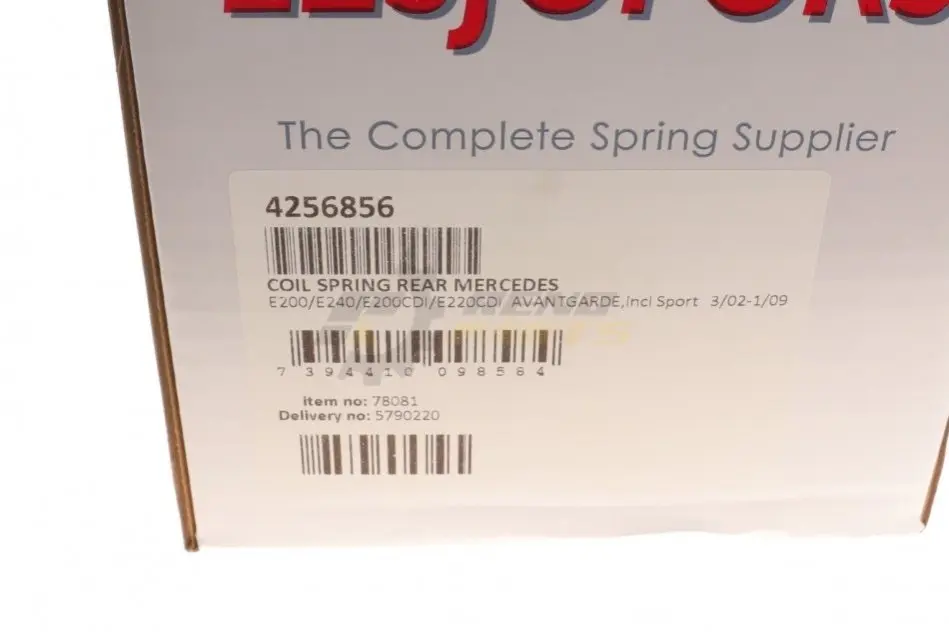 LESJÖFORS
The Complete Spring Supplier
4256856
COIL SPRING REAR MERCEDES
E200/E240/E200CDI/E220CDI AVANTGARDE,incl Sport 3/02-1/09
7 394410 098584
item no: 78081
Delivery no: 5790220